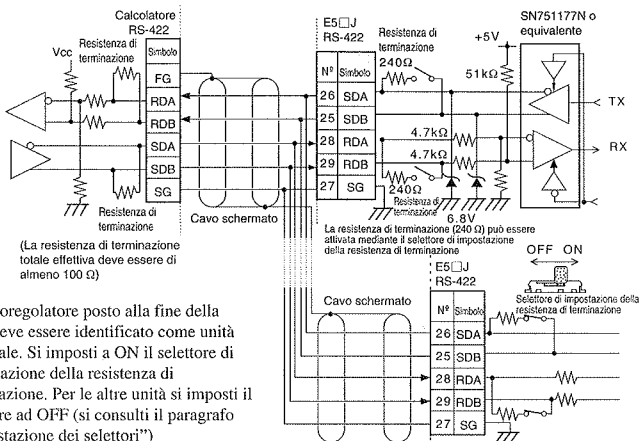 Calcolatore
RS-422
Resistenza di
terminazione
Vcc
Simbolo
FG
RDA
RDB
SDA
SDB
SG
Resistenza di
terminazione
(La resistenza di terminazione
totale effettiva deve essere di
almeno 100 Ω)
Cavo schermato
E5□J
RS-422
Nº Simbolo
26 SDA
25 SDB
28 RDA
29 RDB
27 SG
Resistenza di
terminazione
240Ω
+5V
51kΩ
4.7kΩ
4.7kΩ
240Ω
Resistenza di
terminazione
6.8V
SN751177N o
equivalente
TX
RX
La resistenza di terminazione (240 Ω) può essere
attivata mediante il selettore di impostazione
della resistenza di terminazione
OFF ON
Selettore di impostazione della
resistenza di terminazione
E5□J
RS-422
Cavo schermato
Nº Simbolo
26 SDA
25 SDB
28 RDA
29 RDB
27 SG
oregolatore posto alla fine della
eve essere identificato come unità
ale. Si imposti a ON il selettore di
azione della resistenza di
azione. Per le altre unità si imposti il
re ad OFF (si consulti il paragrafo
stazione dei selettori”)